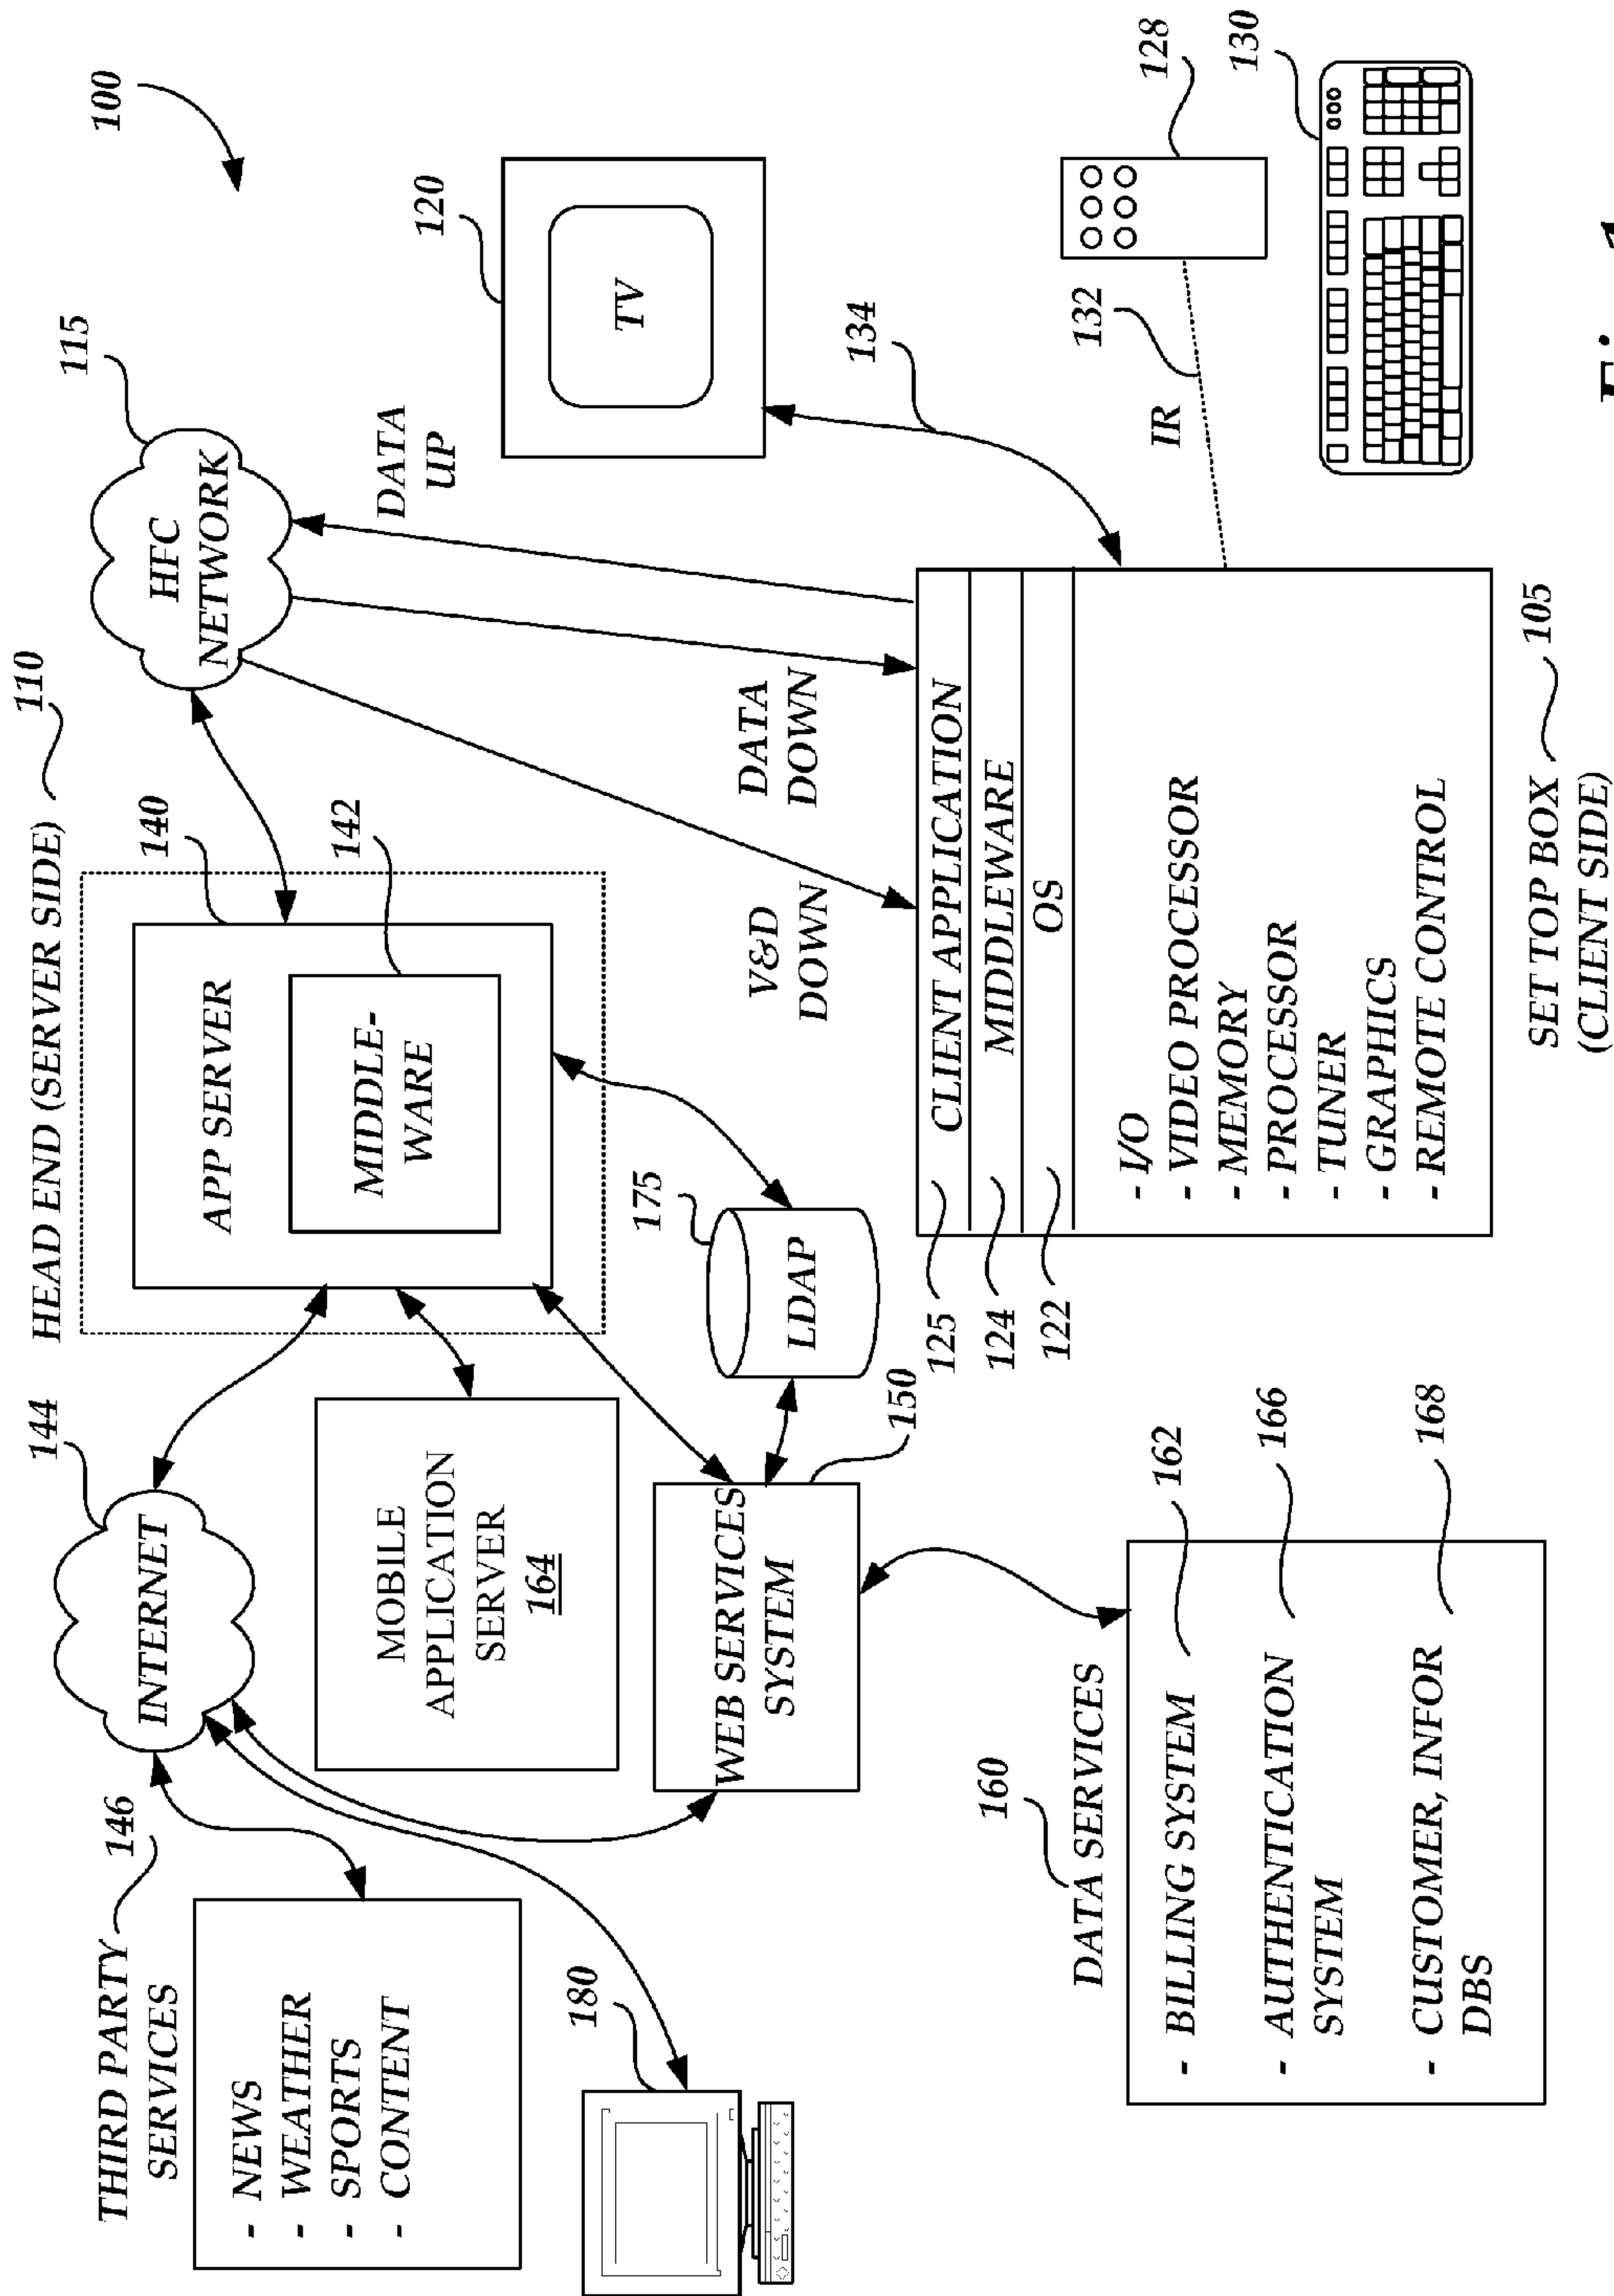 100
HEAD END (SERVER SIDE)
110
115
HFC
NETWORK
140
APP SERVER
142
MIDDLE-
WARE
144
INTERNET
THIRD PARTY
SERVICES
146
- NEWS
- WEATHER
- SPORTS
- CONTENT
MOBILE
APPLICATION
SERVER
164
120
TV
DATA
UP
DATA
DOWN
V&D
DOWN
175
LDAP
180
WEB SERVICES
SYSTEM
150
134
128
130
132
IR
125
CLIENT APPLICATION
124
MIDDLEWARE
122
OS
- I/O
- VIDEO PROCESSOR
- MEMORY
- PROCESSOR
- TUNER
- GRAPHICS
- REMOTE CONTROL
SET TOP BOX
(CLIENT SIDE)
105
160
DATA SERVICES
- BILLING SYSTEM
162
- AUTHENTICATION
SYSTEM
166
- CUSTOMER, INFOR
DBS
168